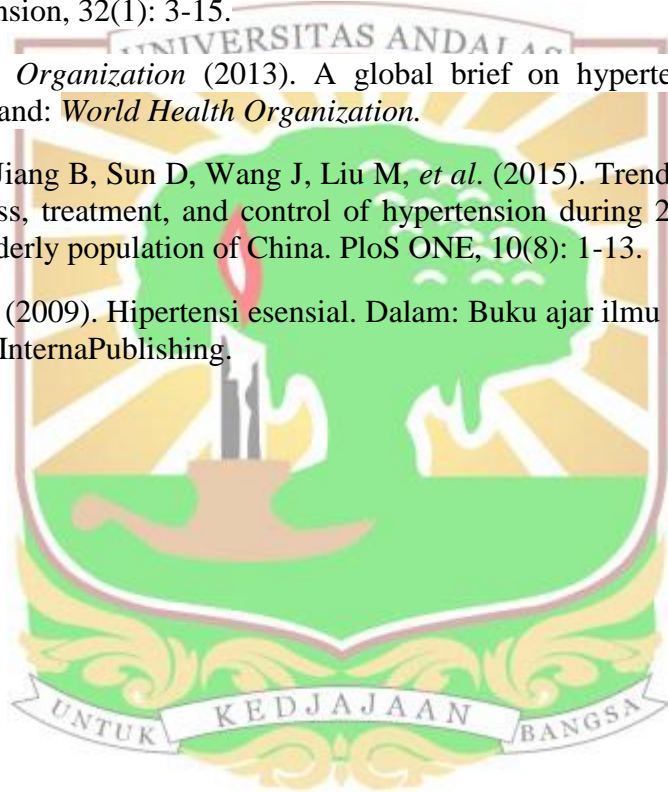 nsion, 32(1): 3-15.
UNIVERSITAS ANDALAS
Organization (2013). A global brief on hyperte
and: World Health Organization.
Jiang B, Sun D, Wang J, Liu M, et al. (2015). Trend
ss, treatment, and control of hypertension during 2
derly population of China. PloS ONE, 10(8): 1-13.
(2009). Hipertensi esensial. Dalam: Buku ajar ilmu
InternaPublishing.
UNTUK KEDJAJAAN BANGSA